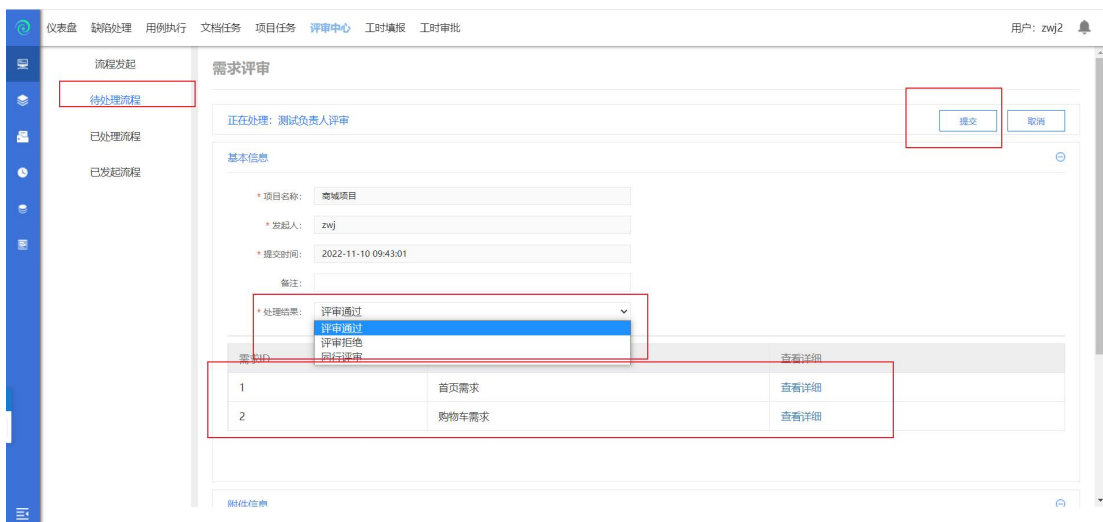 仪表盘 缺陷处理 用例执行 文档任务 项目任务 评审中心 工时填报 工时审批 用户: zwj2
流程发起
待处理流程
已处理流程
已发起流程
需求评审
正在处理: 测试负责人评审 提交 取消
基本信息
* 项目名称: 商城项目
* 发起人: zwj
* 提交时间: 2022-11-10 09:43:01
备注:
* 处理结果: 评审通过
评审通过
评审拒绝
同行评审
需求ID 查看详细
1 首页需求 查看详细
2 购物车需求 查看详细
附件信息